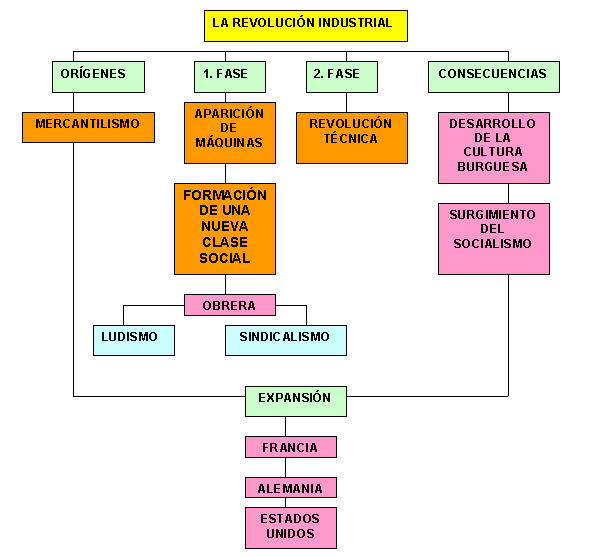 LA REVOLUCIÓN INDUSTRIAL
ORÍGENES
1. FASE
2. FASE
CONSECUENCIAS
MERCANTILISMO
APARICIÓN
DE
MÁQUINAS
REVOLUCIÓN
TÉCNICA
DESARROLLO
DE LA
CULTURA
BURGUESA
FORMACIÓN
DE UNA
NUEVA
CLASE
SOCIAL
SURGIMIENTO
DEL
SOCIALISMO
OBRERA
LUDISMO
SINDICALISMO
EXPANSIÓN
FRANCIA
ALEMANIA
ESTADOS
UNIDOS